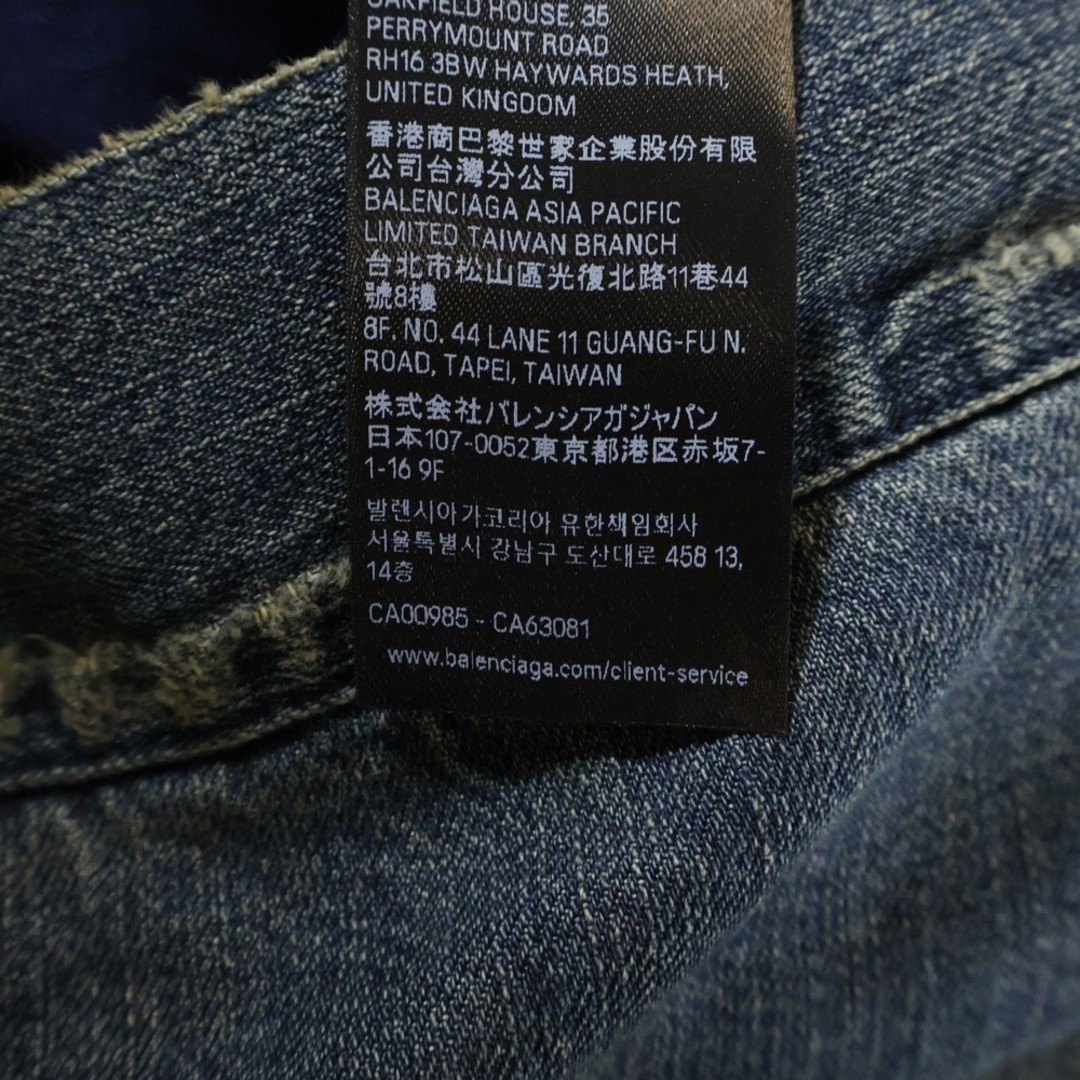 OAKFIELD HOUSE, 35
PERRYMOUNT ROAD
RH16 3BW HAYWARDS HEATH,
UNITED KINGDOM
香港商巴黎世家企業股份有限
公司台灣分公司
BALENCIAGA ASIA PACIFIC
LIMITED TAIWAN BRANCH
台北市松山區光復北路11巷44
號8樓
8F. NO. 44 LANE 11 GUANG-FU N.
ROAD, TAPEI, TAIWAN
株式会社バレンシアガジャパン
日本107-0052東京都港区赤坂7-
1-16 9F
발렌시아가코리아 유한책임회사
서울특별시 강남구 도산대로 458 13,
14층
CA00985 - CA63081
www.balenciaga.com/client-service